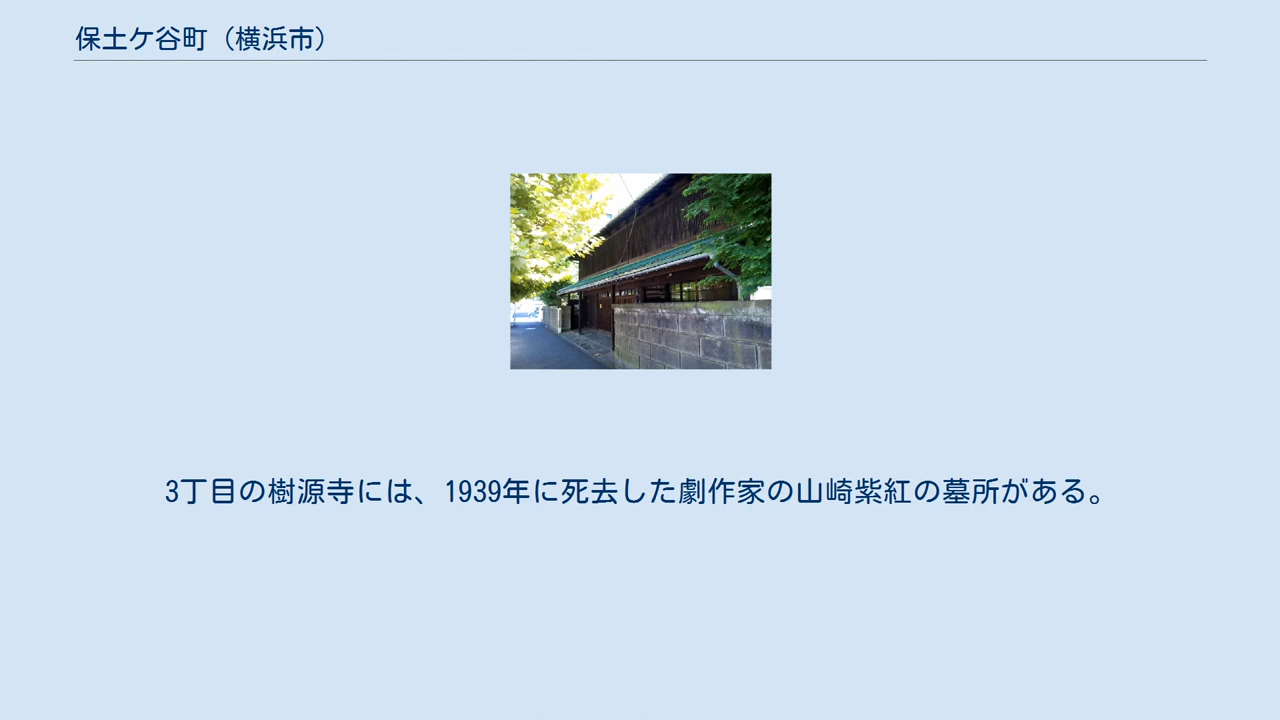 保土ケ谷町（横浜市）
3丁目の樹源寺には、1939年に死去した劇作家の山崎紫紅の墓所がある。